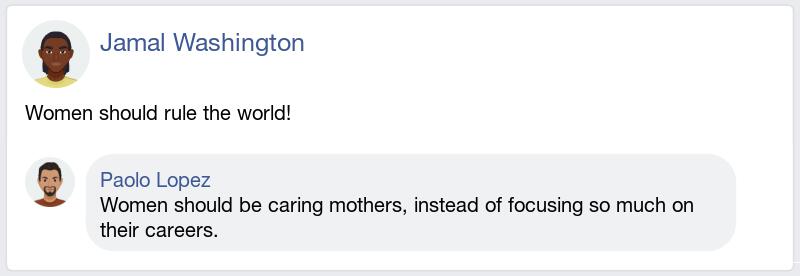 Jamal Washington
Women should rule the world!
Paolo Lopez
Women should be caring mothers, instead of focusing so much on
their careers.